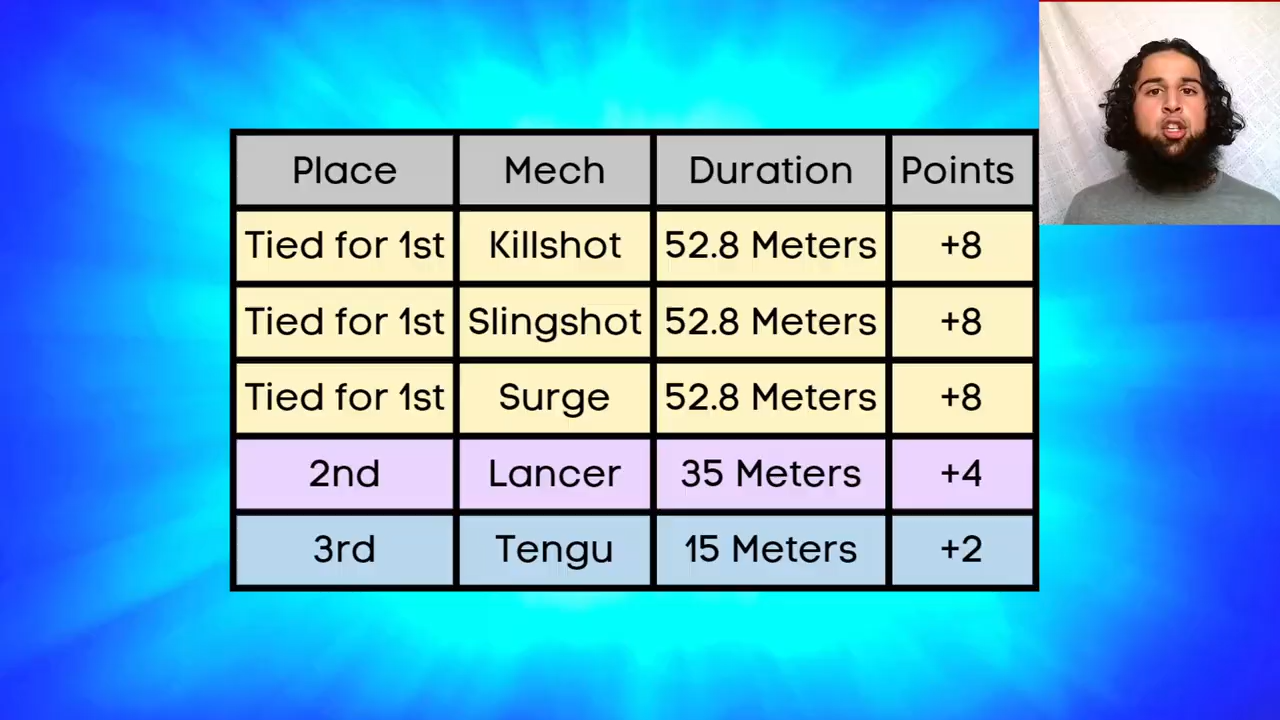 Place Mech Duration Points
Tied for 1st Killshot 52.8 Meters +8
Tied for 1st Slingshot 52.8 Meters +8
Tied for 1st Surge 52.8 Meters +8
2nd Lancer 35 Meters +4
3rd Tengu 15 Meters +2